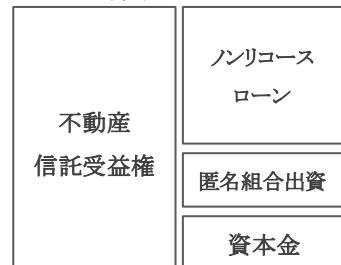 不動産
信託受益権
ノンリコース
ローン
匿名組合出資
資本金